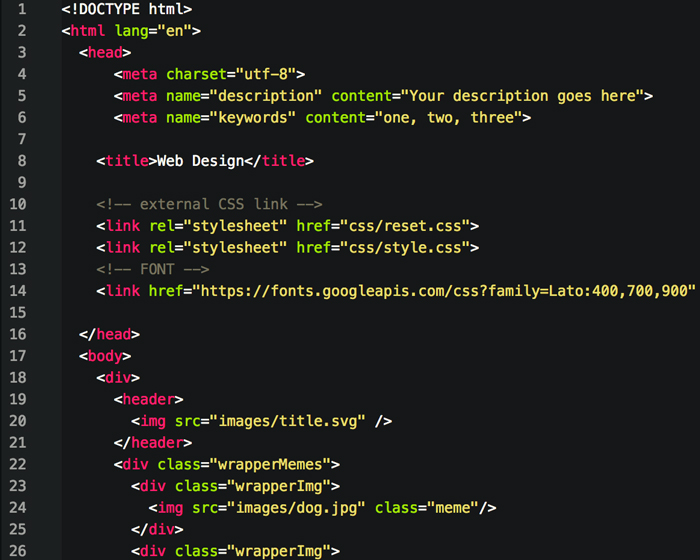 1 <!DOCTYPE html>
2 <html lang="en">
3 <head>
4 <meta charset="utf-8">
5 <meta name="description" content="Your description goes here">
6 <meta name="keywords" content="one, two, three">
7
8 <title>Web Design</title>
9
10 <!-- external CSS link -->
11 <link rel="stylesheet" href="css/reset.css">
12 <link rel="stylesheet" href="css/style.css">
13 <!-- FONT -->
14 <link href="https://fonts.googleapis.com/css?family=Lato:400,700,900"
15
16 </head>
17 <body>
18 <div>
19 <header>
20 <img src="images/title.svg" />
21 </header>
22 <div class="wrapperMemes">
23 <div class="wrapperImg">
24 <img src="images/dog.jpg" class="meme"/>
25 </div>
26 <div class="wrapperImg">